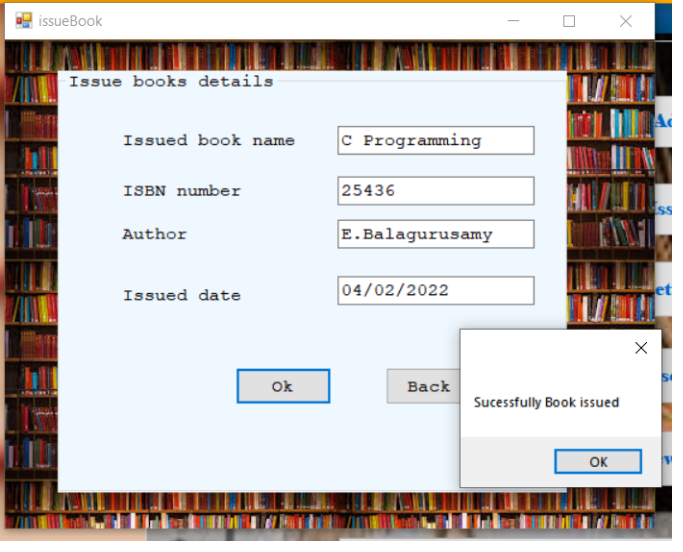 issueBook
Issue books details
Issued book name C Programming
ISBN number 25436
Author E.Balagurusamy
Issued date 04/02/2022
Ok Back
Sucessfully Book issued
OK